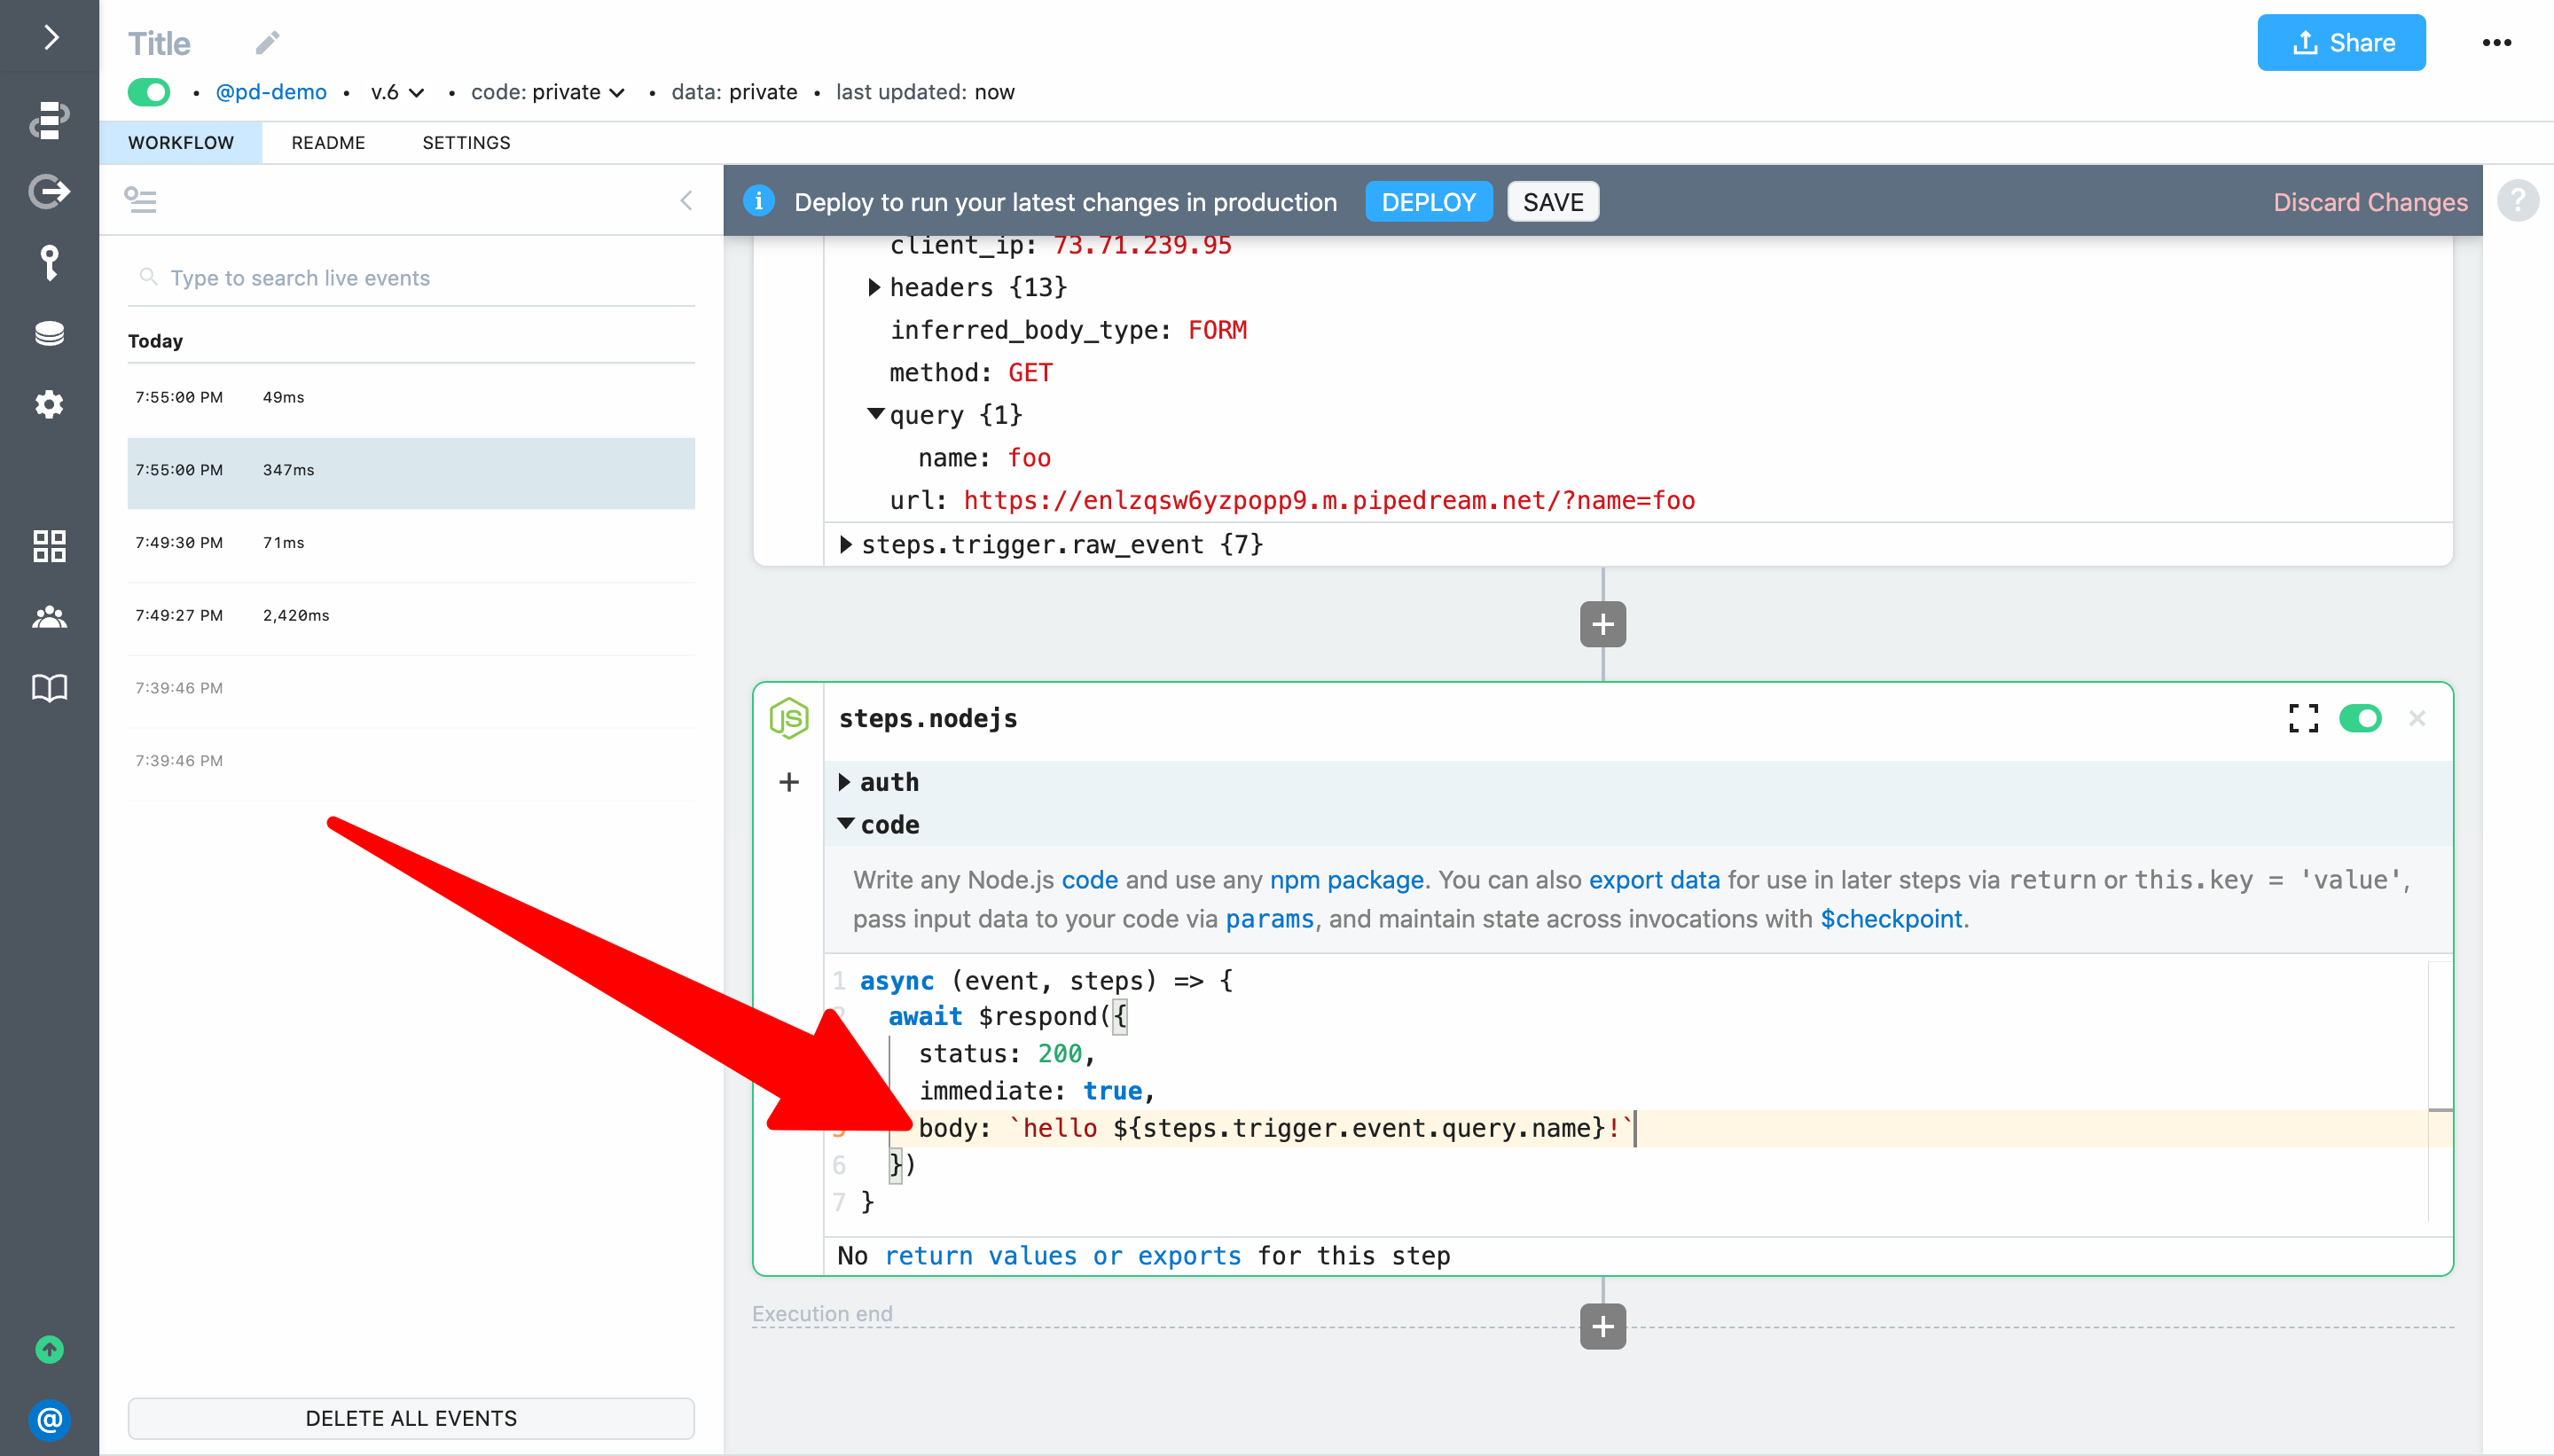 Title
Share
@pd-demo • v.6 • code: private • data: private • last updated: now
WORKFLOW README SETTINGS
Deploy to run your latest changes in production DEPLOY SAVE Discard Changes
?
Type to search live events
Today
7:55:00 PM 49ms
7:55:00 PM 347ms
7:49:30 PM 71ms
7:49:27 PM 2,420ms
7:39:46 PM
7:39:46 PM
DELETE ALL EVENTS
client_ip: 73.71.239.95
headers {13}
inferred_body_type: FORM
method: GET
query {1}
name: foo
url: https://enlzqsw6yzpopp9.m.pipedream.net/?name=foo
steps.trigger.raw_event {7}
JS steps.nodejs
auth
code
Write any Node.js code and use any npm package. You can also export data for use in later steps via return or this.key = 'value',
pass input data to your code via params, and maintain state across invocations with $checkpoint.
1 async (event, steps) => {
2 await $respond({
status: 200,
immediate: true,
5 body: `hello ${steps.trigger.event.query.name}!`
6 })
7 }
No return values or exports for this step
Execution end
@